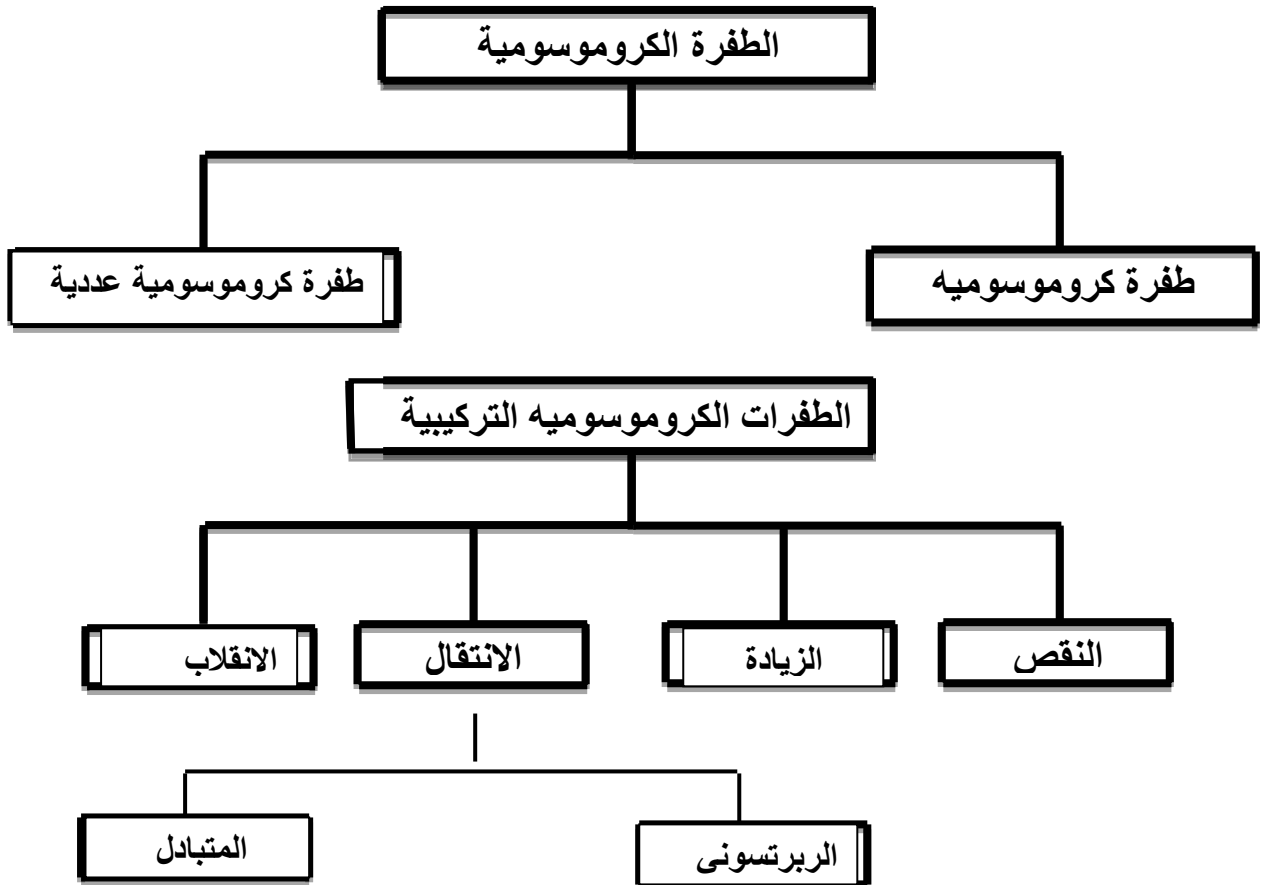 الطفرة الكروموسومية
طفرة كروموسوميه
طفرة كروموسومية عددية
الطفرات الكروموسوميه التركيبية
النقص
الزيادة
الانتقال
الانقلاب
الربرتسونى
المتبادل